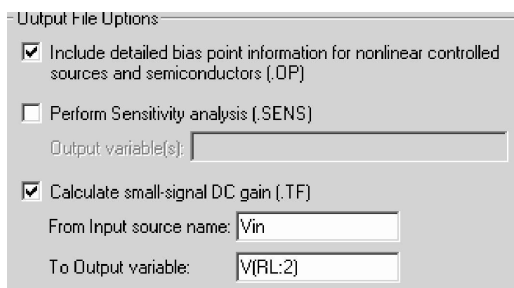 Output File Options
Include detailed bias point information for nonlinear controlled
sources and semiconductors (.OP)
Perform Sensitivity analysis (.SENS)
Output variable(s):
Calculate small-signal DC gain (.TF)
From Input source name: Vin
To Output variable: V(RL:2)